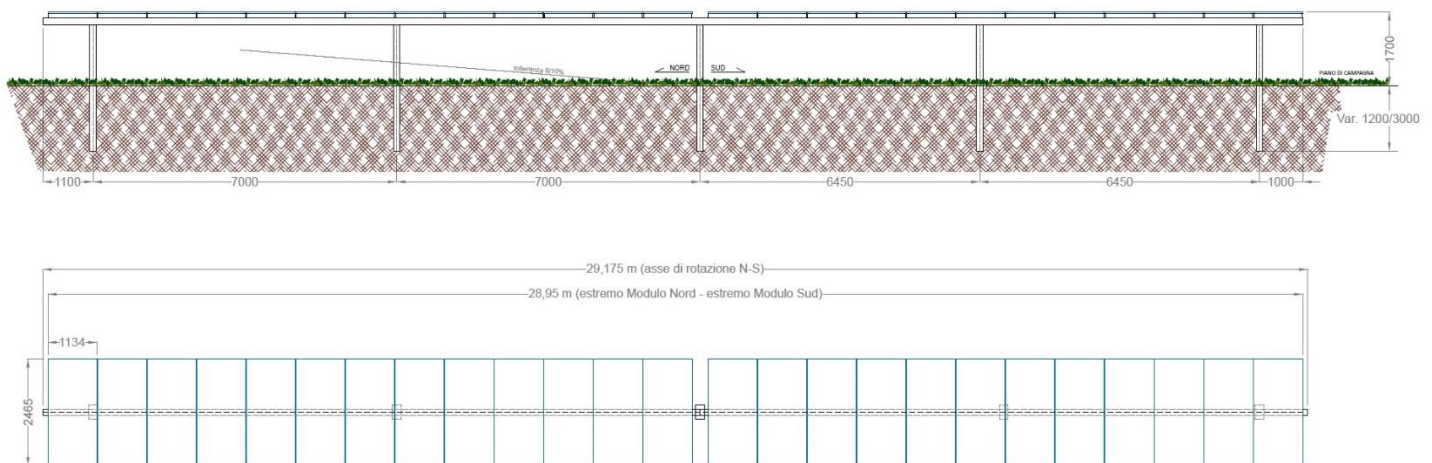 1700
NORD SUD
tolleranza 8/10%
PIANO DI CAMPAGNA
Var. 1200/3000
1100 7000 7000 6450 6450 1000
29,175 m (asse di rotazione N-S)
28,95 m (estremo Modulo Nord - estremo Modulo Sud)
1134
2465